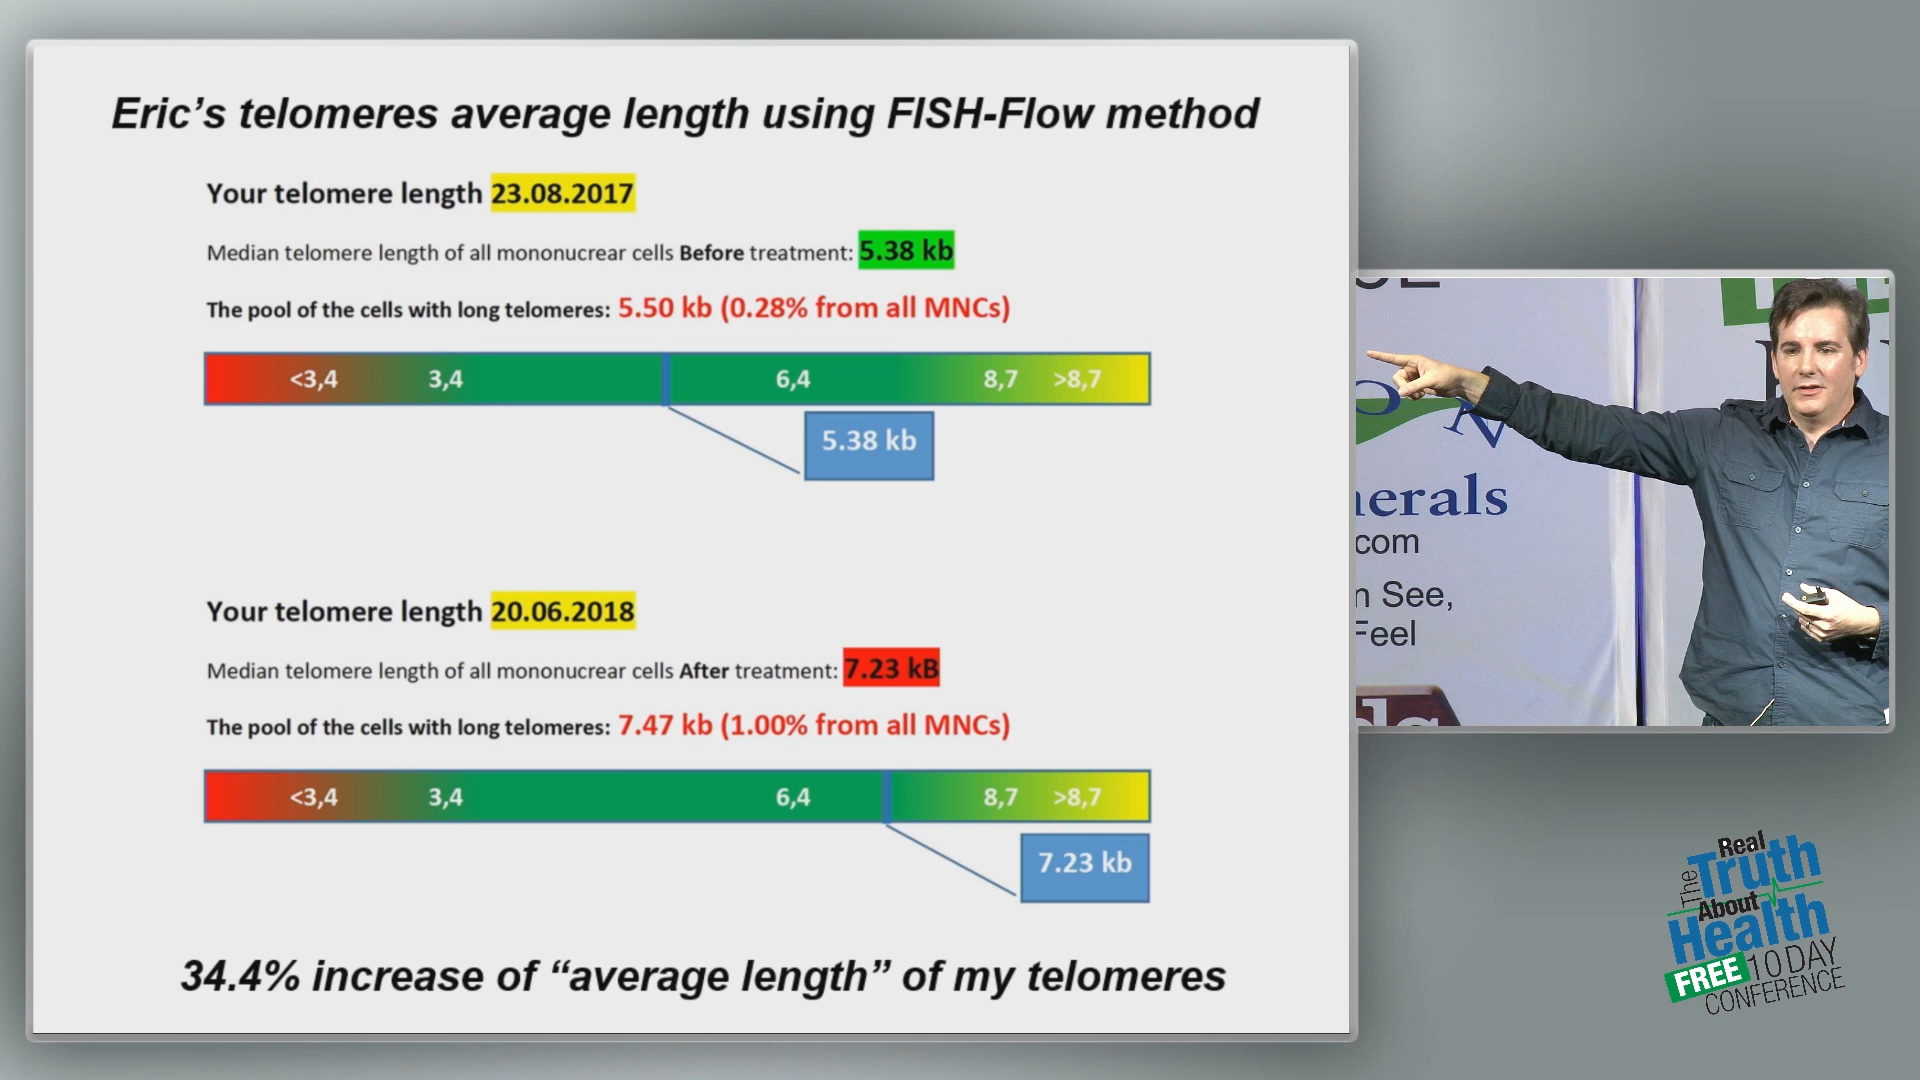 Eric’s telomeres average length using FISH-Flow method
Your telomere length 23.08.2017
Median telomere length of all mononucrear cells Before treatment: 5.38 kb
The pool of the cells with long telomeres: 5.50 kb (0.28% from all MNCs)
<3,4 3,4 6,4 8,7 >8,7
5.38 kb
Your telomere length 20.06.2018
Median telomere length of all mononucrear cells After treatment: 7.23 kB
The pool of the cells with long telomeres: 7.47 kb (1.00% from all MNCs)
<3,4 3,4 6,4 8,7 >8,7
7.23 kb
34.4% increase of “average length” of my telomeres
O N
nerals
com
n See,
Feel
The Real
Truth
About
Health
FREE 10 DAY
CONFERENCE